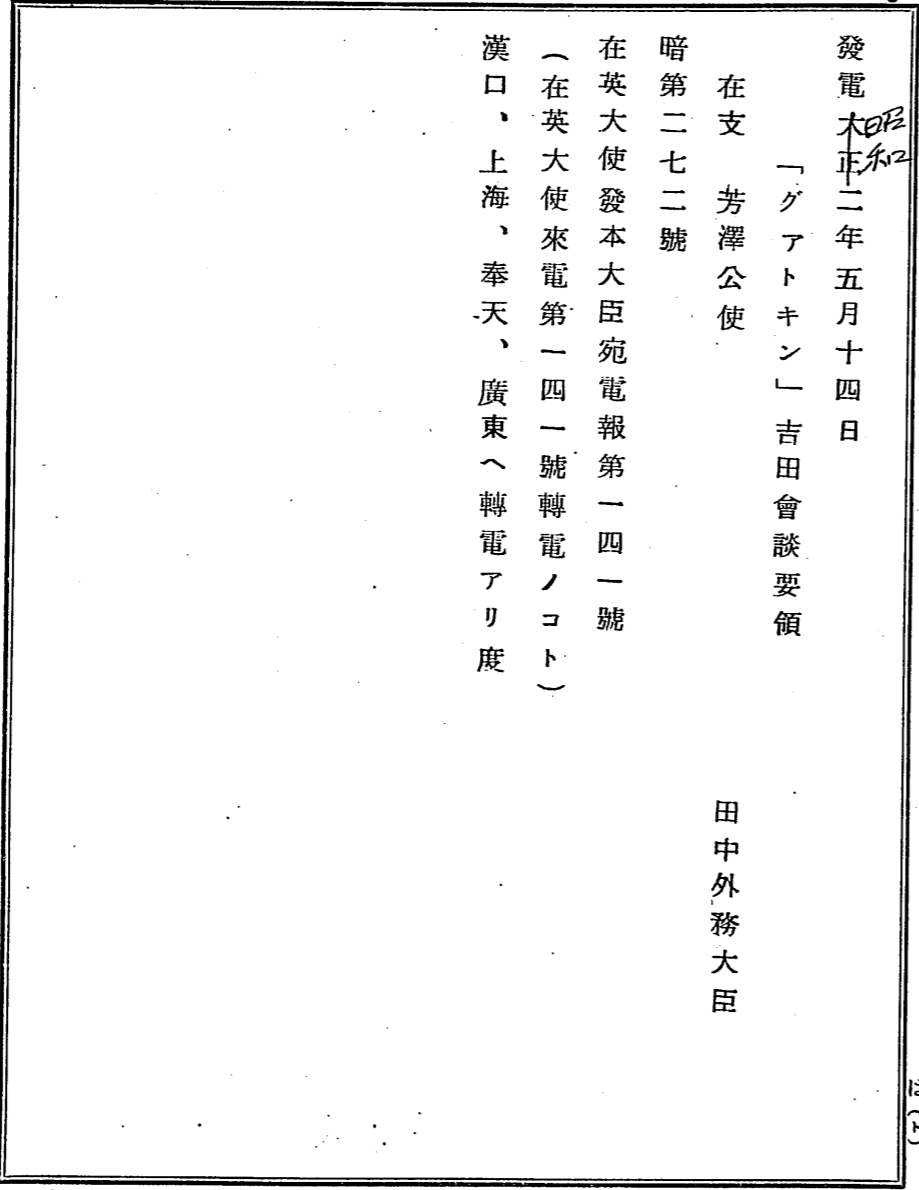 發電昭和二年五月十四日
「グアトキン」吉田會談要領
在支　芳澤公使　田中外務大臣
暗第二七二號
在英大使發本大臣宛電報第一四一號
（在英大使來電第一四一號轉電ノコト）
漢口、上海、奉天、廣東ヘ轉電アリ度